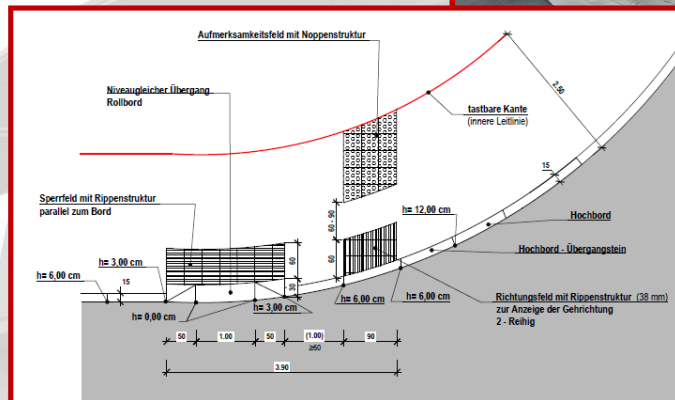 Aufmerksamkeitsfeld mit Noppenstruktur
Niveaugleicher Übergang
Rollbord
tastbare Kante
(innere Leitlinie)
2.50
Sperrfeld mit Rippenstruktur
parallel zum Bord
15
h= 12,00 cm
Hochbord
60 - 90
60
60
Hochbord - Übergangstein
h= 6,00 cm
h= 3,00 cm
15
60
30
h= 0,00 cm
h= 3,00 cm
h= 6,00 cm
h= 6,00 cm
Richtungsfeld mit Rippenstruktur (38 mm)
zur Anzeige der Gehrichtung
2 - Reihig
50
1.00
50
(1.00)
≥60
90
3.90